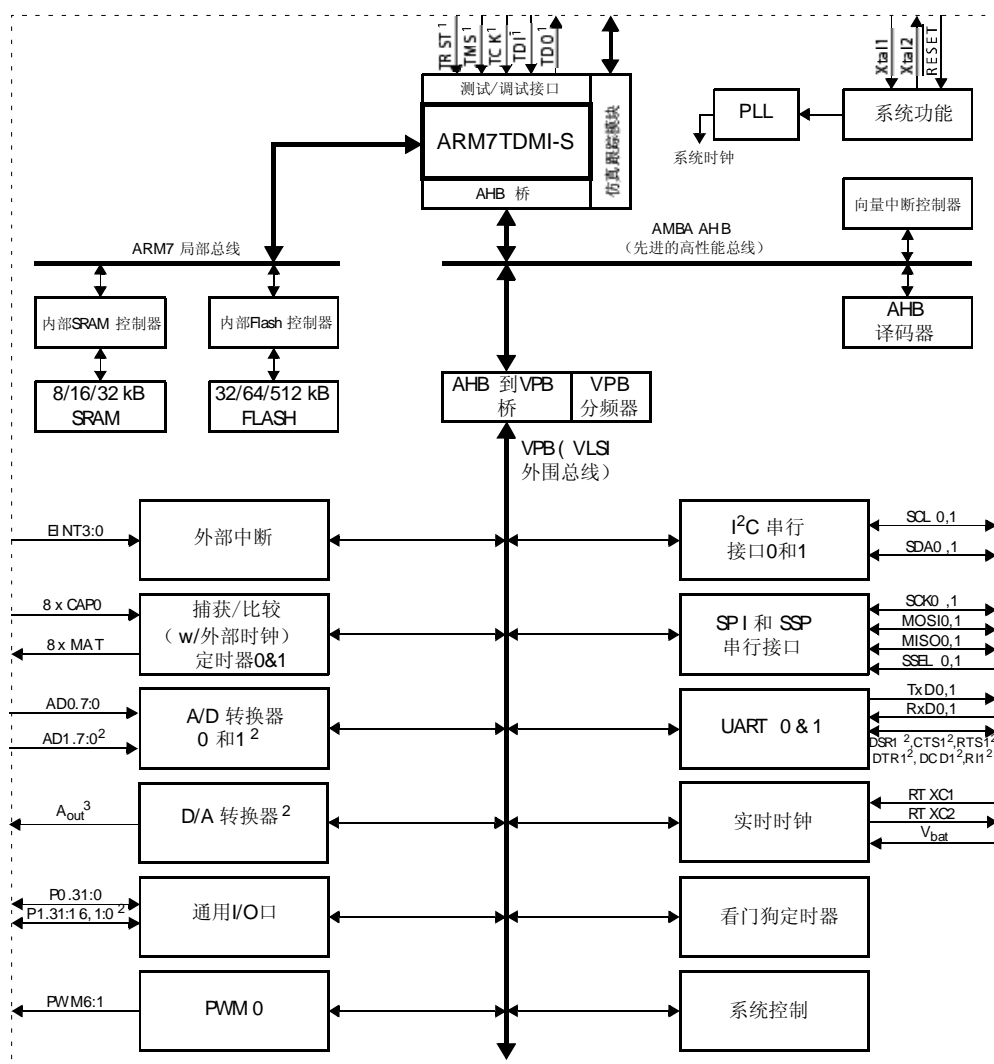 TRST¹
TMS¹
TCK¹
TDI¹
TDO¹
Xtal1
Xtal2
RESET
测试/调试接口
ARM7TDMI-S
AHB 桥
仿真跟踪模块
PLL
系统功能
系统时钟
向量中断控制器
AMBA AHB
（先进的高性能总线）
ARM7 局部总线
内部SRAM 控制器
内部Flash 控制器
AHB
译码器
8/16/32 kB
SRAM
32/64/512 kB
FLASH
AHB 到VPB
桥
VPB
分频器
VPB( VLSI
外围总线）
EINT3:0
外部中断
I²C 串行
接口0和1
SCL 0,1
SDA0,1
8 x CAP0
8 x MAT
捕获/比较
（ w/外部时钟）
定时器0&1
SPI 和 SSP
串行接口
SCK0 ,1
MOSI0,1
MISO0,1
SSEL 0,1
AD0.7:0
AD1.7:0²
A/D 转换器
0 和1 ²
UART 0 & 1
TxD0,1
RxD0,1
DSR1 ²,CTS1²,RTS1²
DTR1², DCD1²,RI1²
Aout³
D/A 转换器 ²
实时时钟
RTXC1
RTXC2
Vbat
P0.31:0
P1.31:16, 1:0 ²
通用I/O口
看门狗定时器
PWM6:1
PWM 0
系统控制